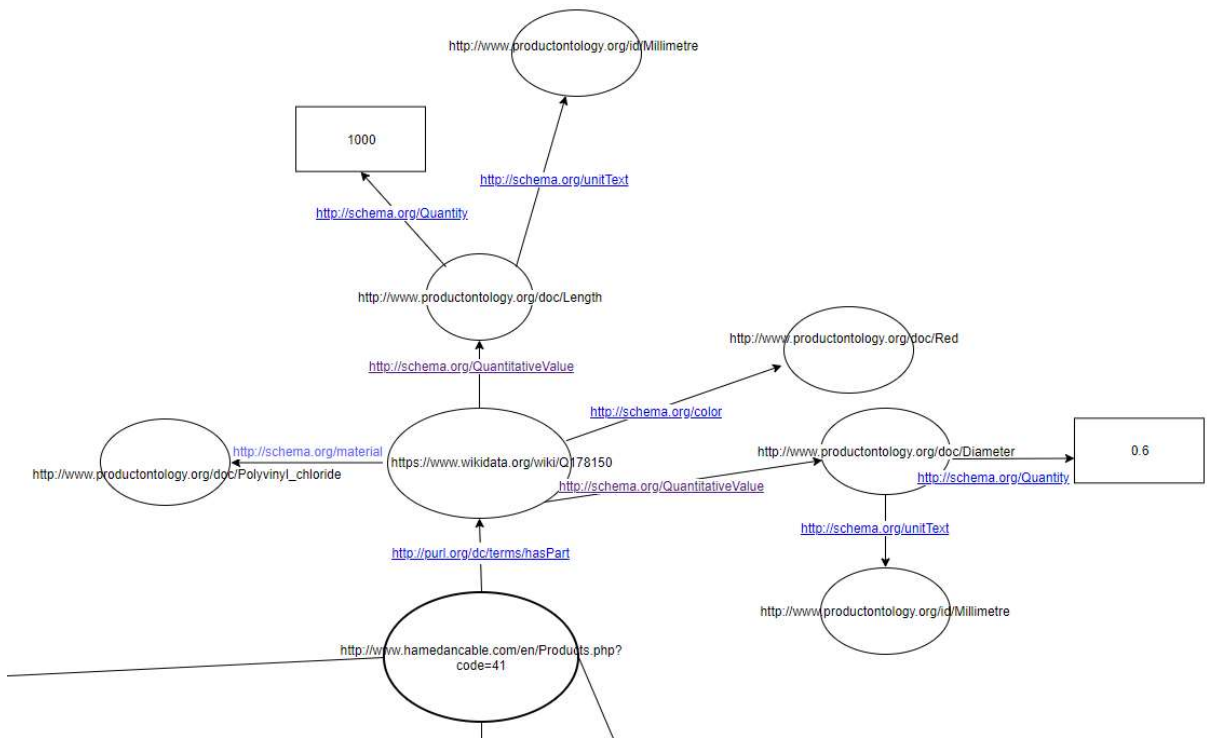 http://www.productontology.org/id/Millimetre
1000
http://schema.org/unitText
http://schema.org/Quantity
http://www.productontology.org/doc/Length
http://www.productontology.org/doc/Red
http://schema.org/QuantitativeValue
http://schema.org/color
http://schema.org/material
http://www.productontology.org/doc/Polyvinyl_chloride
https://www.wikidata.org/wiki/Q178150
http://www.productontology.org/doc/Diameter
0.6
http://schema.org/Quantity
http://schema.org/QuantitativeValue
http://schema.org/unitText
http://purl.org/dc/terms/hasPart
http://www.productontology.org/id/Millimetre
http://www.hamedancable.com/en/Products.php?
code=41